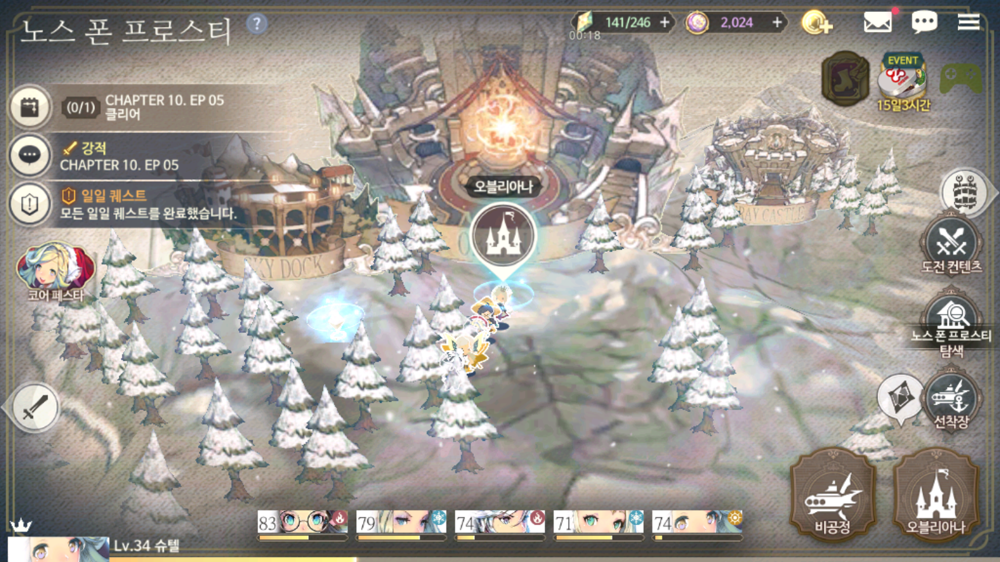 노스 폰 프로스티
?
141/246 +
00:18
2,024 +
EVENT
15일3시간
(0/1)
CHAPTER 10. EP 05
클리어
강적
CHAPTER 10. EP 05
일일 퀘스트
모든 일일 퀘스트를 완료했습니다.
오블리아나
SKY DOCK
코어 페스타
도전 컨텐츠
노스 폰 프로스티
탐색
선착장
비공정
오블리아나
83
79
74
71
74
Lv.34 슈텔